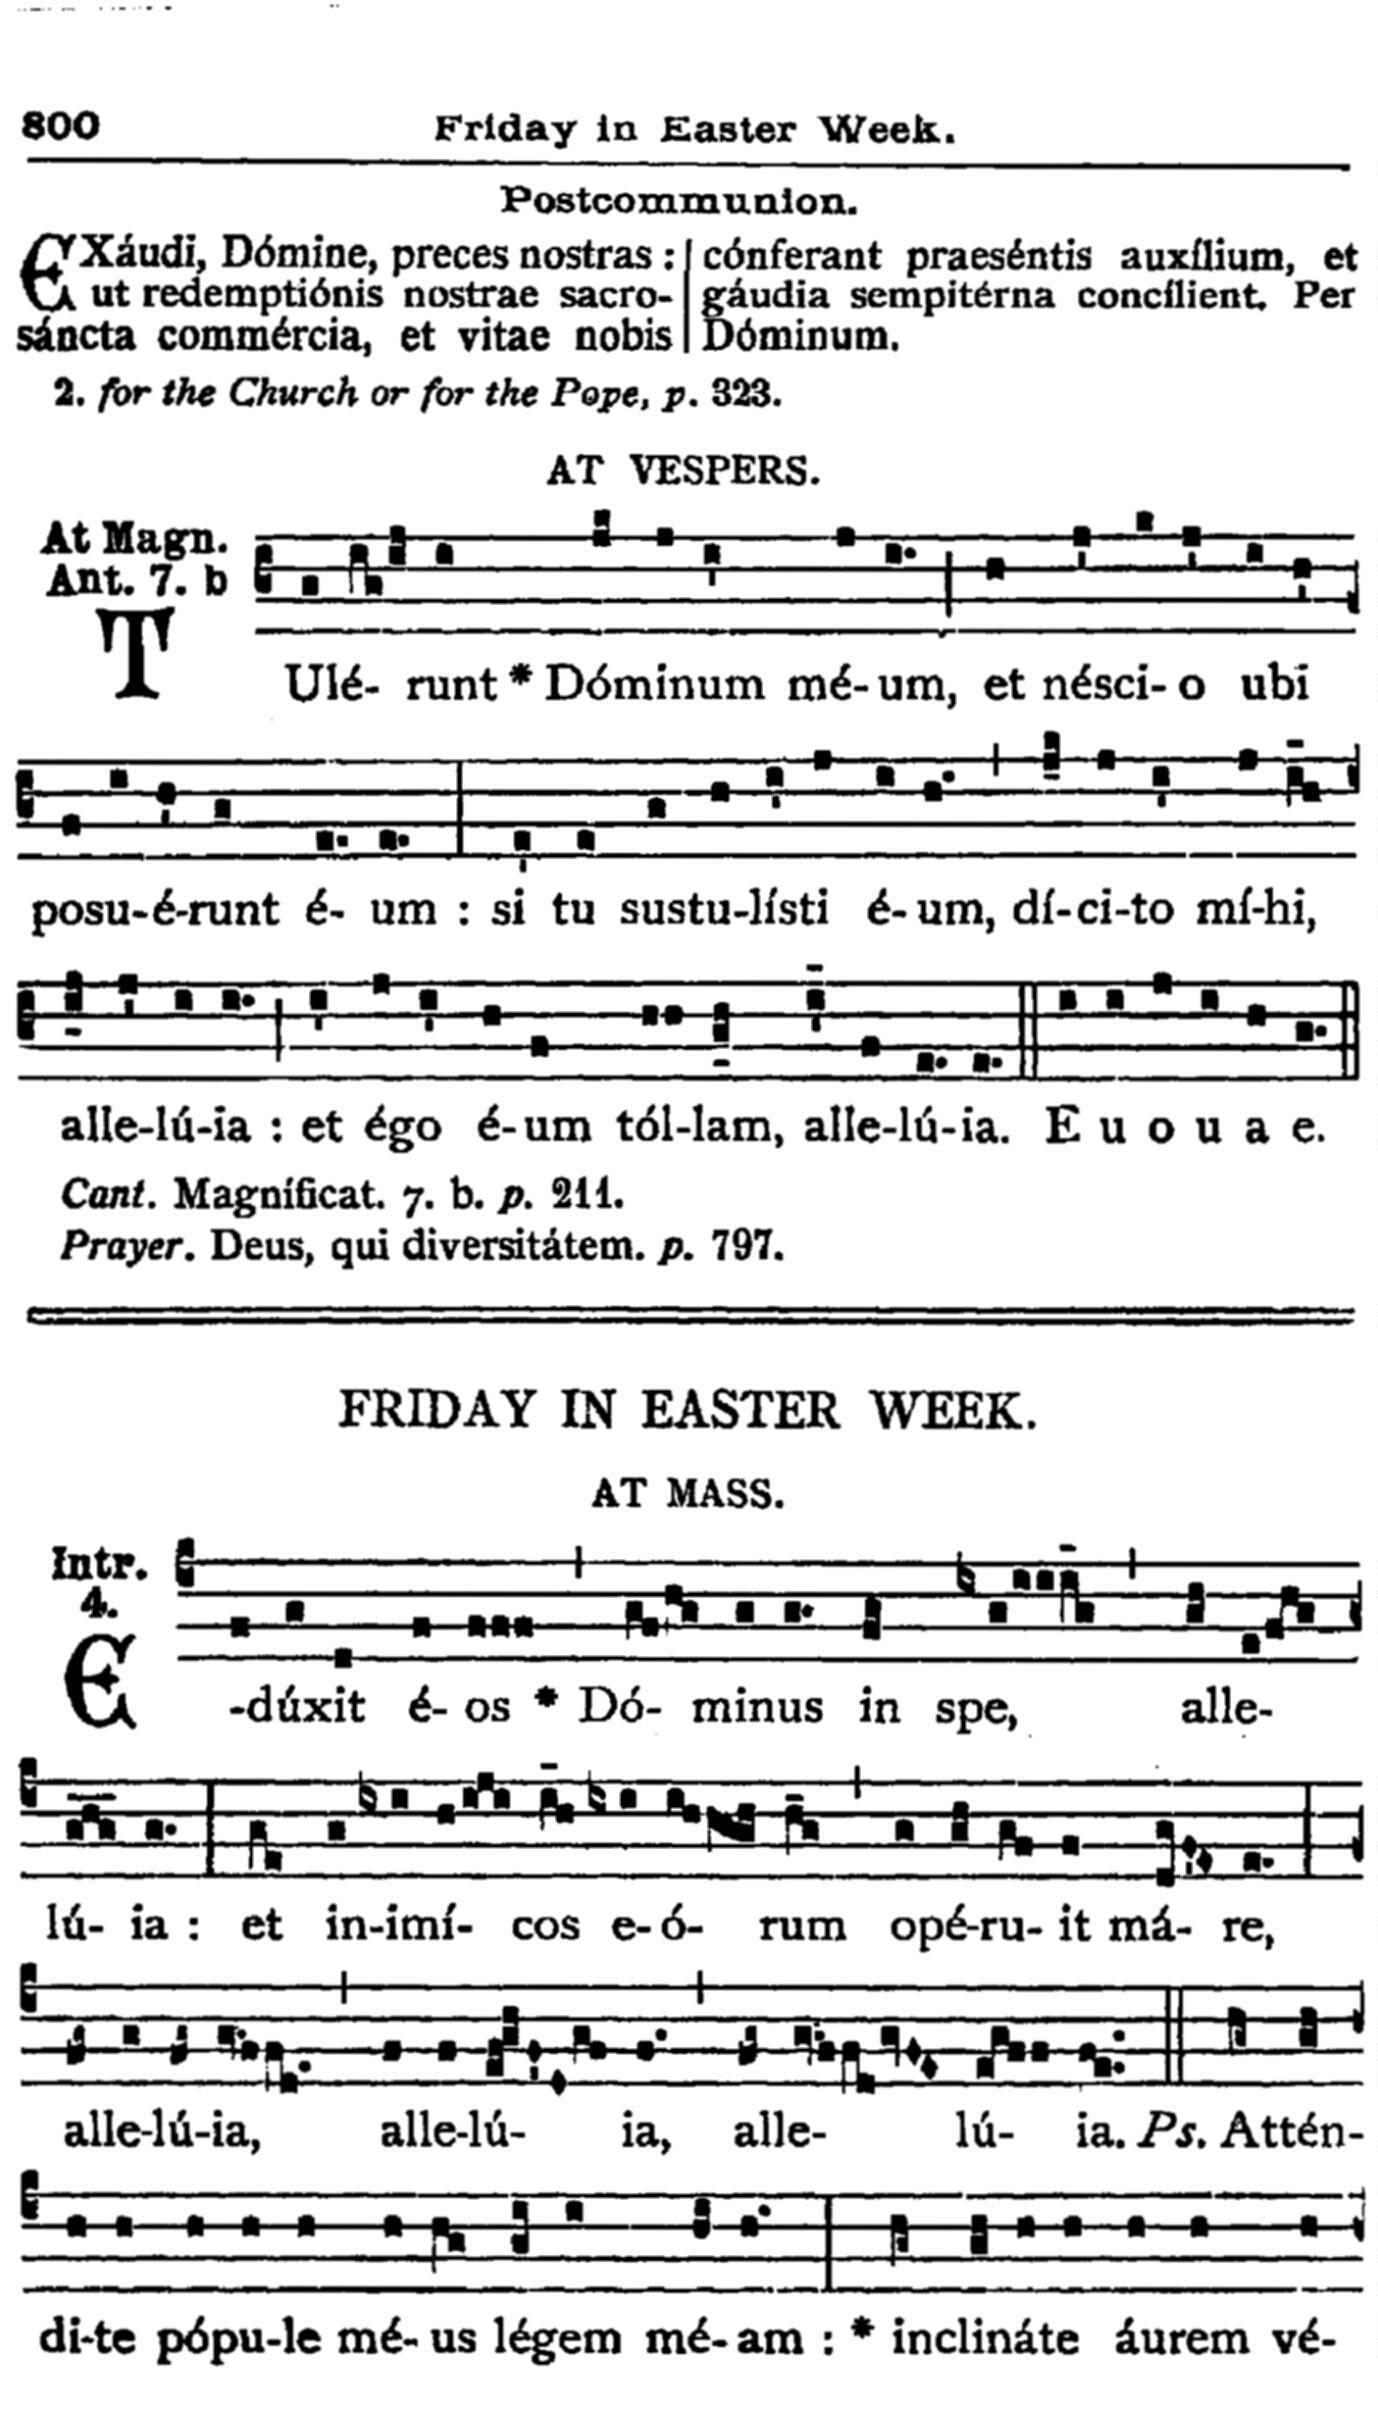 800 Friday in Easter Week.
Postcommunion.
EXáudi, Dómine, preces nostras :
ut redemptiónis nostrae sacro-
sáncta commércia, et vitae nobis
cónferant praeséntis auxílium, et
gáudia sempitérna concílient. Per
Dóminum.
2. for the Church or for the Pope, p. 323.
AT VESPERS.
At Magn.
Ant. 7. b
TUlé- runt * Dóminum mé-um, et nésci- o ubi
posu-é-runt é- um : si tu sustu-lísti é- um, dí-ci-to mí-hi,
alle-lú-ia : et égo é-um tól-lam, alle-lú-ia. E u o u a e.
Cant. Magníficat. 7. b. p. 211.
Prayer. Deus, qui diversitátem. p. 797.
FRIDAY IN EASTER WEEK.
AT MASS.
Intr.
4.
E-dúxit é- os * Dó- minus in spe, alle-
lú- ia : et in-imí- cos e-ó- rum opé-ru- it má- re,
alle-lú-ia, alle-lú- ia, alle- lú- ia. Ps. Attén-
di-te pópu-le mé- us légem mé-am : * inclináte áurem vé-